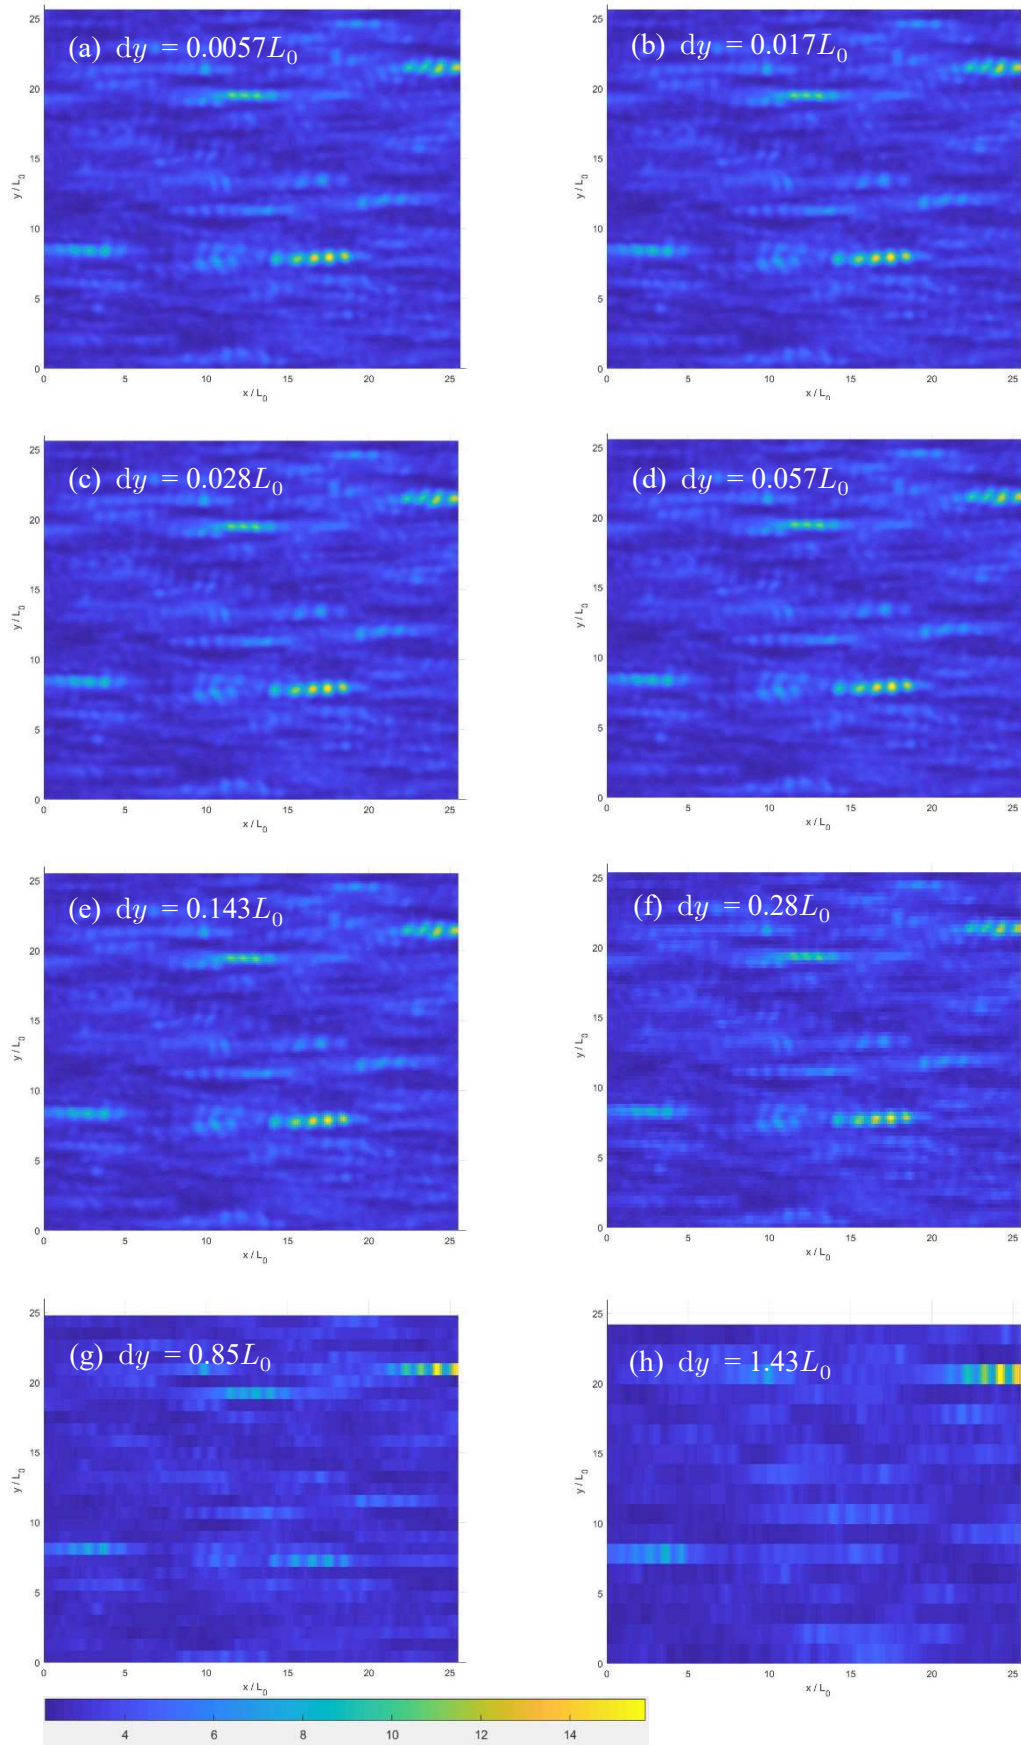 (a) dy = 0.0057L₀
25
20
15
10
5
0
y / L₀
0 5 10 15 20 25
x / L₀
(b) dy = 0.017L₀
25
20
15
10
5
0
y / L₀
0 5 10 15 20 25
x / L₀
(c) dy = 0.028L₀
25
20
15
10
5
0
y / L₀
0 5 10 15 20 25
x / L₀
(d) dy = 0.057L₀
25
20
15
10
5
0
y / L₀
0 5 10 15 20 25
x / L₀
(e) dy = 0.143L₀
25
20
15
10
5
0
y / L₀
0 5 10 15 20 25
x / L₀
(f) dy = 0.28L₀
25
20
15
10
5
0
y / L₀
0 5 10 15 20 25
x / L₀
(g) dy = 0.85L₀
25
20
15
10
5
0
y / L₀
0 5 10 15 20 25
x / L₀
(h) dy = 1.43L₀
25
20
15
10
5
0
y / L₀
0 5 10 15 20 25
x / L₀
4 6 8 10 12 14